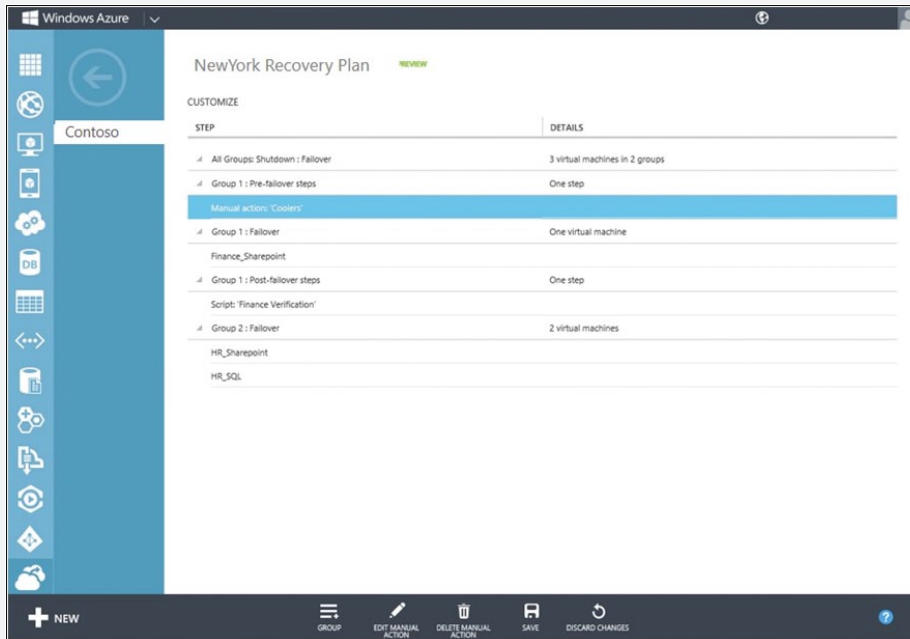 Windows Azure
NewYork Recovery Plan PREVIEW
CUSTOMIZE
Contoso
STEP DETAILS
All Groups: Shutdown : Failover 3 virtual machines in 2 groups
Group 1 : Pre-failover steps One step
Manual action: 'Coolers'
Group 1 : Failover One virtual machine
Finance_Sharepoint
Group 1 : Post-failover steps One step
Script: 'Finance Verification'
Group 2 : Failover 2 virtual machines
HR_Sharepoint
HR_SQL
DB
NEW
GROUP
EDIT MANUAL
ACTION
DELETE MANUAL
ACTION
SAVE
DISCARD CHANGES
?